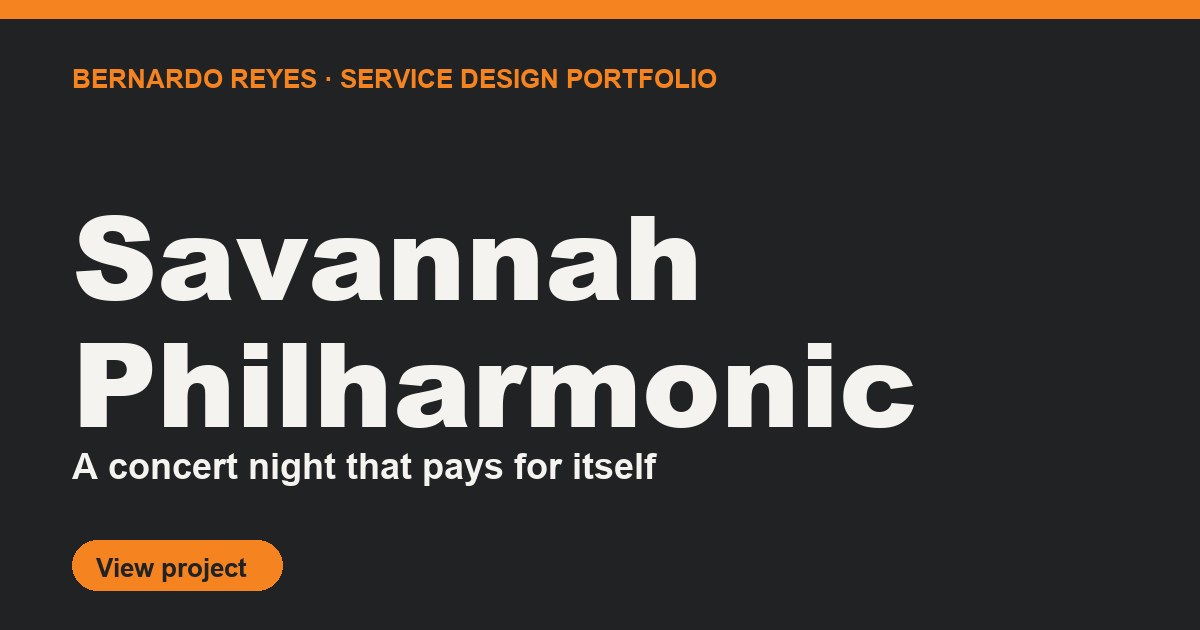 BERNARDO REYES · SERVICE DESIGN PORTFOLIO
Savannah
Philharmonic
A concert night that pays for itself
View project